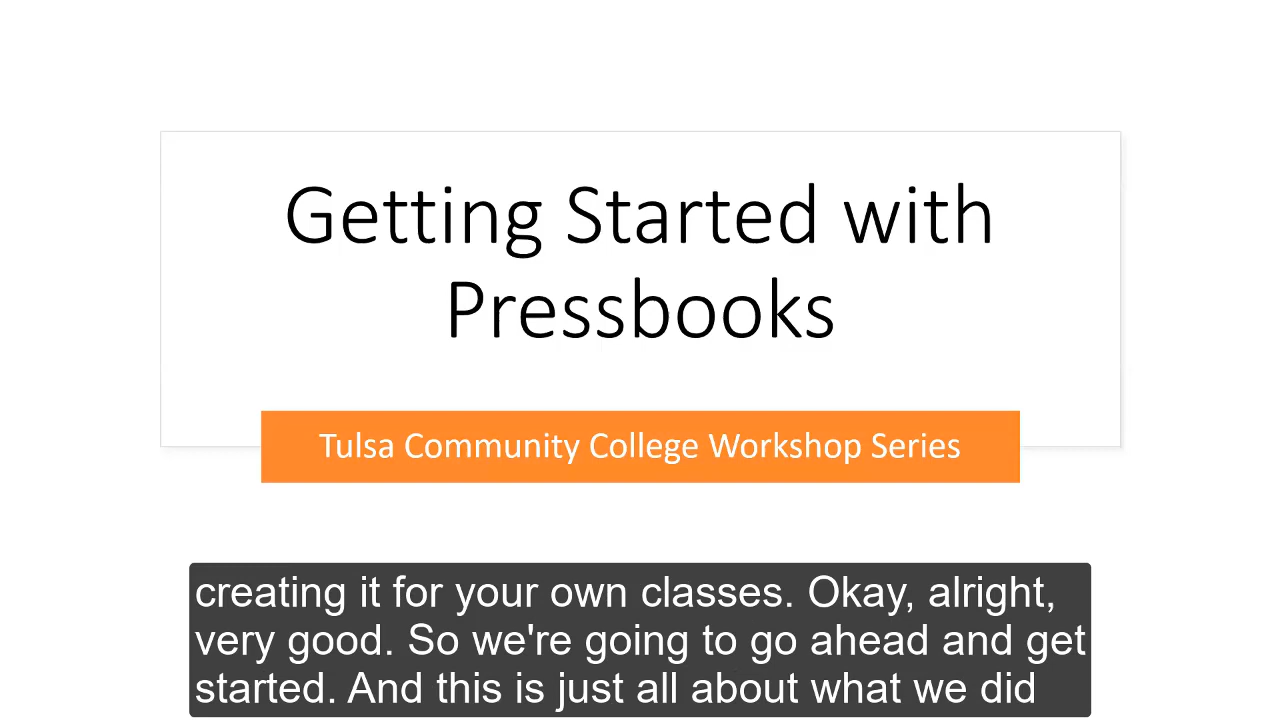 Getting Started with
Pressbooks
Tulsa Community College Workshop Series
creating it for your own classes. Okay, alright,
very good. So we're going to go ahead and get
started. And this is just all about what we did